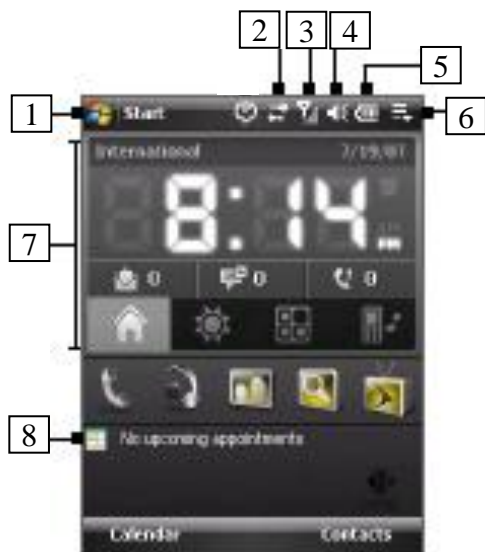 2 3 4 5
1 Start 6
International 7/19/07
8:14 PM
7
0 0 0
8 No upcoming appointments
Calendar Contacts